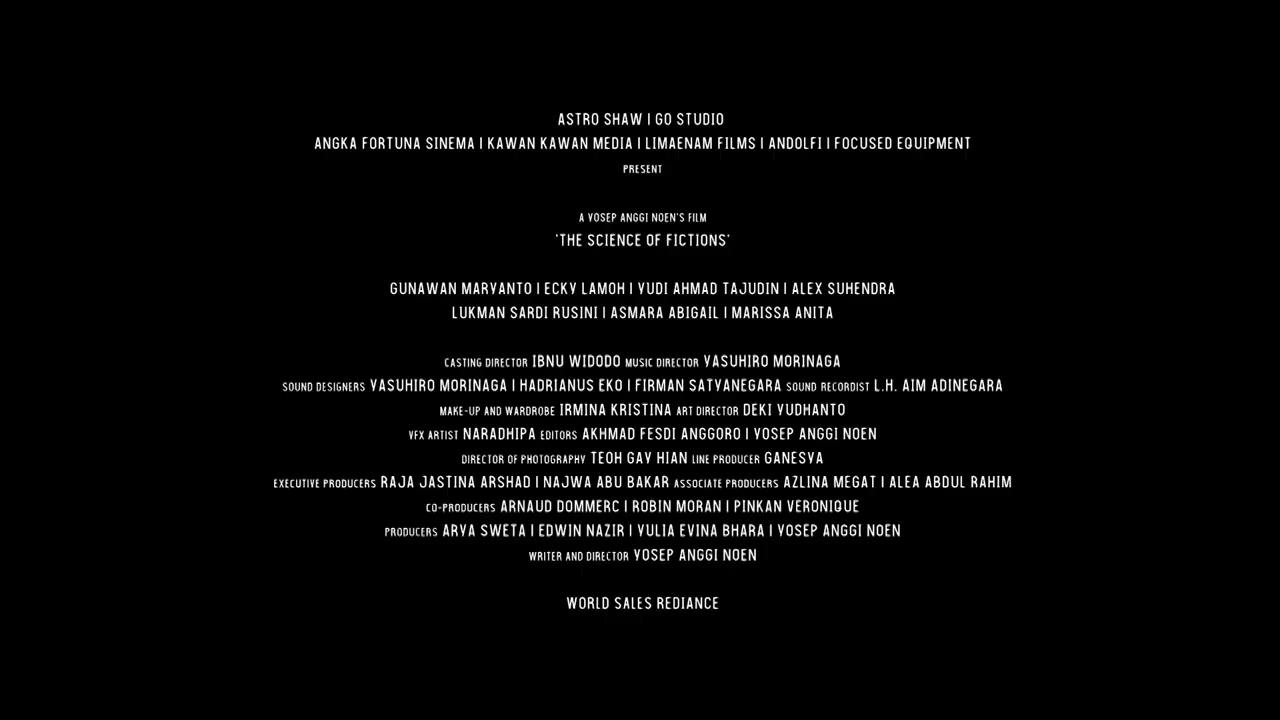 ASTRO SHAW | GO STUDIO
ANGKA FORTUNA SINEMA | KAWAN KAWAN MEDIA | LIMAENAM FILMS | ANDOLFI | FOCUSED EQUIPMENT
PRESENT
A YOSEP ANGGI NOEN'S FILM
'THE SCIENCE OF FICTIONS'
GUNAWAN MARYANTO | ECKY LAMOH | YUDI AHMAD TAJUDIN | ALEX SUHENDRA
LUKMAN SARDI RUSINI | ASMARA ABIGAIL | MARISSA ANITA
CASTING DIRECTOR IBNU WIDODO MUSIC DIRECTOR YASUHIRO MORINAGA
SOUND DESIGNERS YASUHIRO MORINAGA | HADRIANUS EKO | FIRMAN SATYANEGARA SOUND RECORDIST L.H. AIM ADINEGARA
MAKE-UP AND WARDROBE IRMINA KRISTINA ART DIRECTOR DEKI YUDHANTO
VFX ARTIST NARADHIPA EDITORS AKHMAD FESDI ANGGORO | YOSEP ANGGI NOEN
DIRECTOR OF PHOTOGRAPHY TEOH GAY HIAN LINE PRODUCER GANESYA
EXECUTIVE PRODUCERS RAJA JASTINA ARSHAD | NAJWA ABU BAKAR ASSOCIATE PRODUCERS AZLINA MEGAT | ALEA ABDUL RAHIM
CO-PRODUCERS ARNAUD DOMMERC | ROBIN MORAN | PINKAN VERONIQUE
PRODUCERS ARYA SWETA | EDWIN NAZIR | YULIA EVINA BHARA | YOSEP ANGGI NOEN
WRITER AND DIRECTOR YOSEP ANGGI NOEN
WORLD SALES REDIANCE